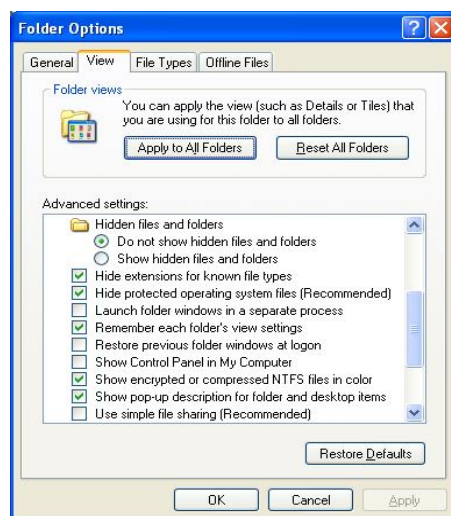 Folder Options
General
View
File Types
Offline Files
Folder views
You can apply the view (such as Details or Tiles) that
you are using for this folder to all folders.
Apply to All Folders
Reset All Folders
Advanced settings:
Hidden files and folders
Do not show hidden files and folders
Show hidden files and folders
Hide extensions for known file types
Hide protected operating system files (Recommended)
Launch folder windows in a separate process
Remember each folder's view settings
Restore previous folder windows at logon
Show Control Panel in My Computer
Show encrypted or compressed NTFS files in color
Show pop-up description for folder and desktop items
Use simple file sharing (Recommended)
Restore Defaults
OK
Cancel
Apply